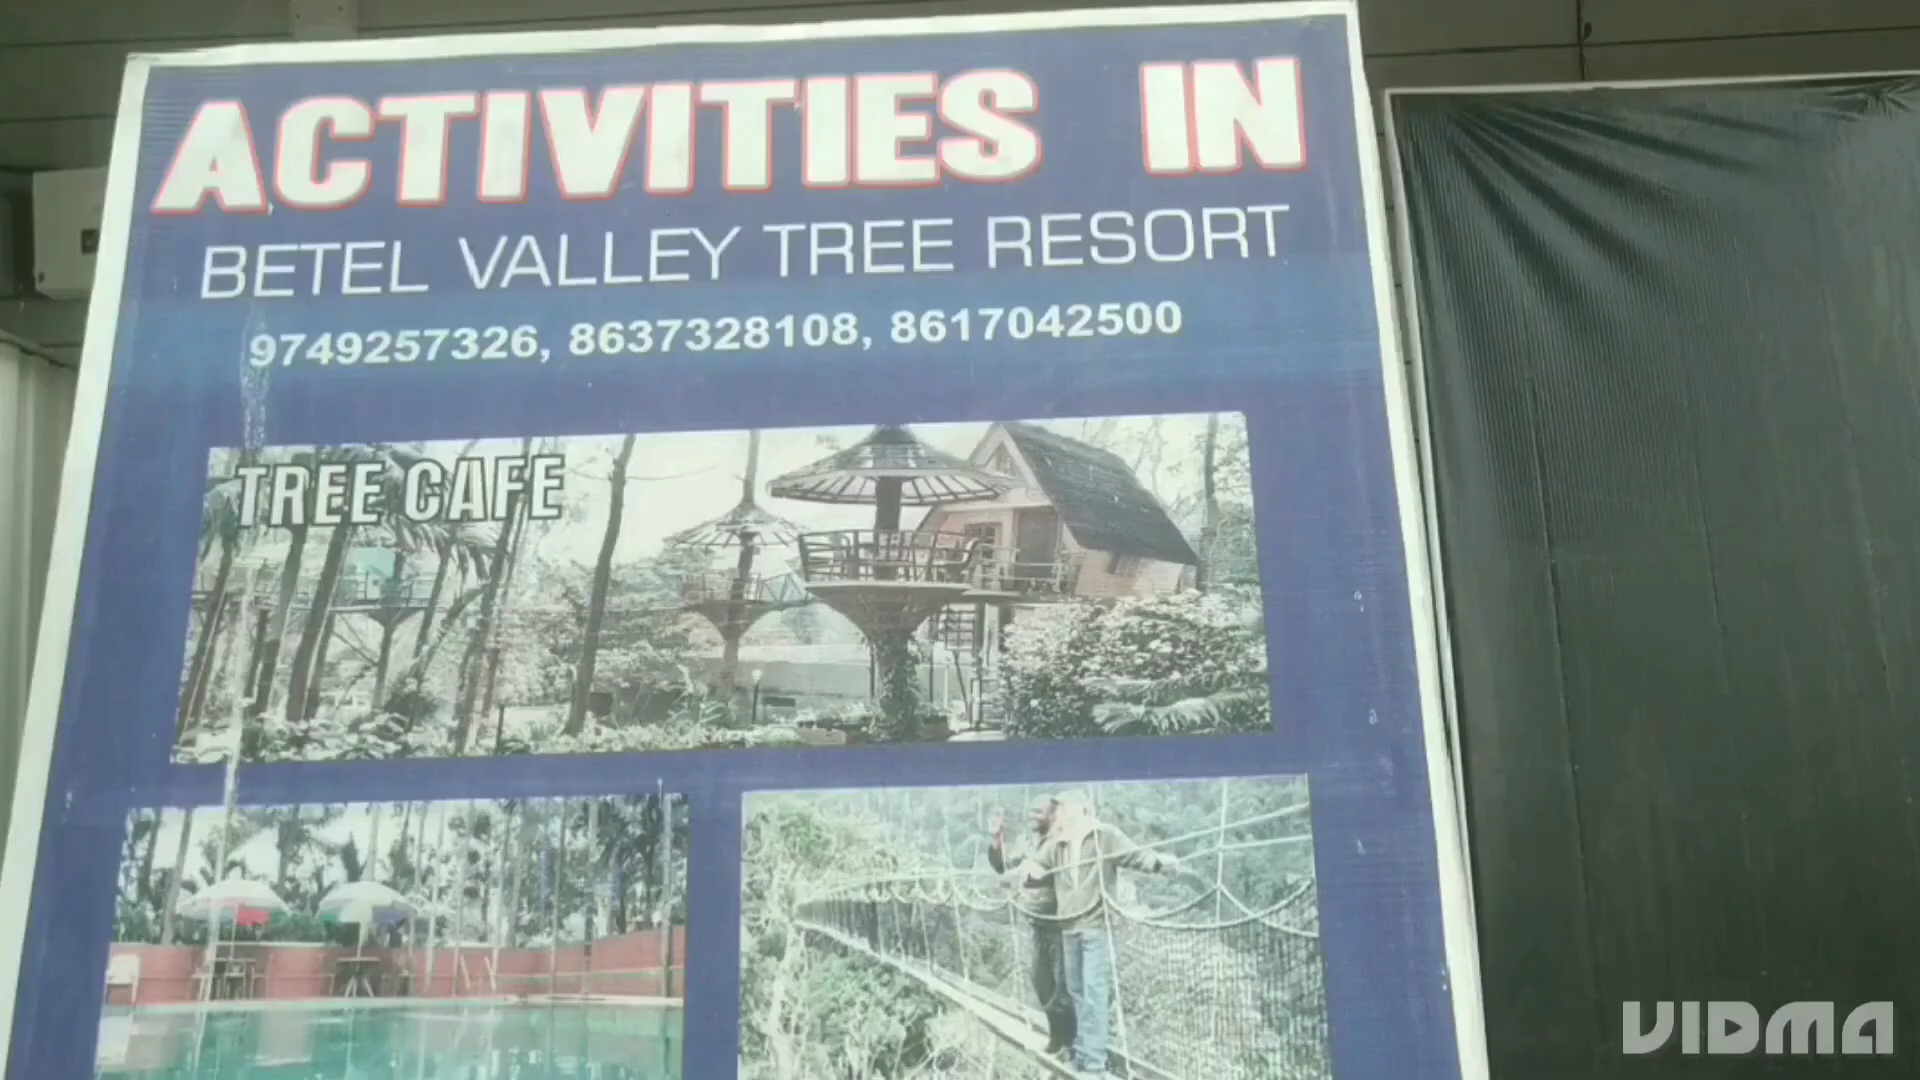 ACTIVITIES IN
BETEL VALLEY TREE RESORT
9749257326, 8637328108, 8617042500
TREE CAFE
VIDMA